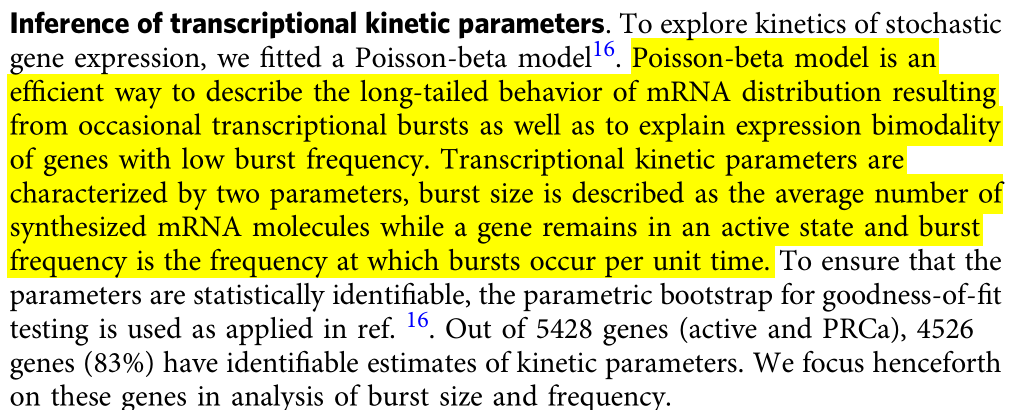 Inference of transcriptional kinetic parameters. To explore kinetics of stochastic
gene expression, we fitted a Poisson-beta model16. Poisson-beta model is an
efficient way to describe the long-tailed behavior of mRNA distribution resulting
from occasional transcriptional bursts as well as to explain expression bimodality
of genes with low burst frequency. Transcriptional kinetic parameters are
characterized by two parameters, burst size is described as the average number of
synthesized mRNA molecules while a gene remains in an active state and burst
frequency is the frequency at which bursts occur per unit time. To ensure that the
parameters are statistically identifiable, the parametric bootstrap for goodness-of-fit
testing is used as applied in ref. 16. Out of 5428 genes (active and PRCa), 4526
genes (83%) have identifiable estimates of kinetic parameters. We focus henceforth
on these genes in analysis of burst size and frequency.